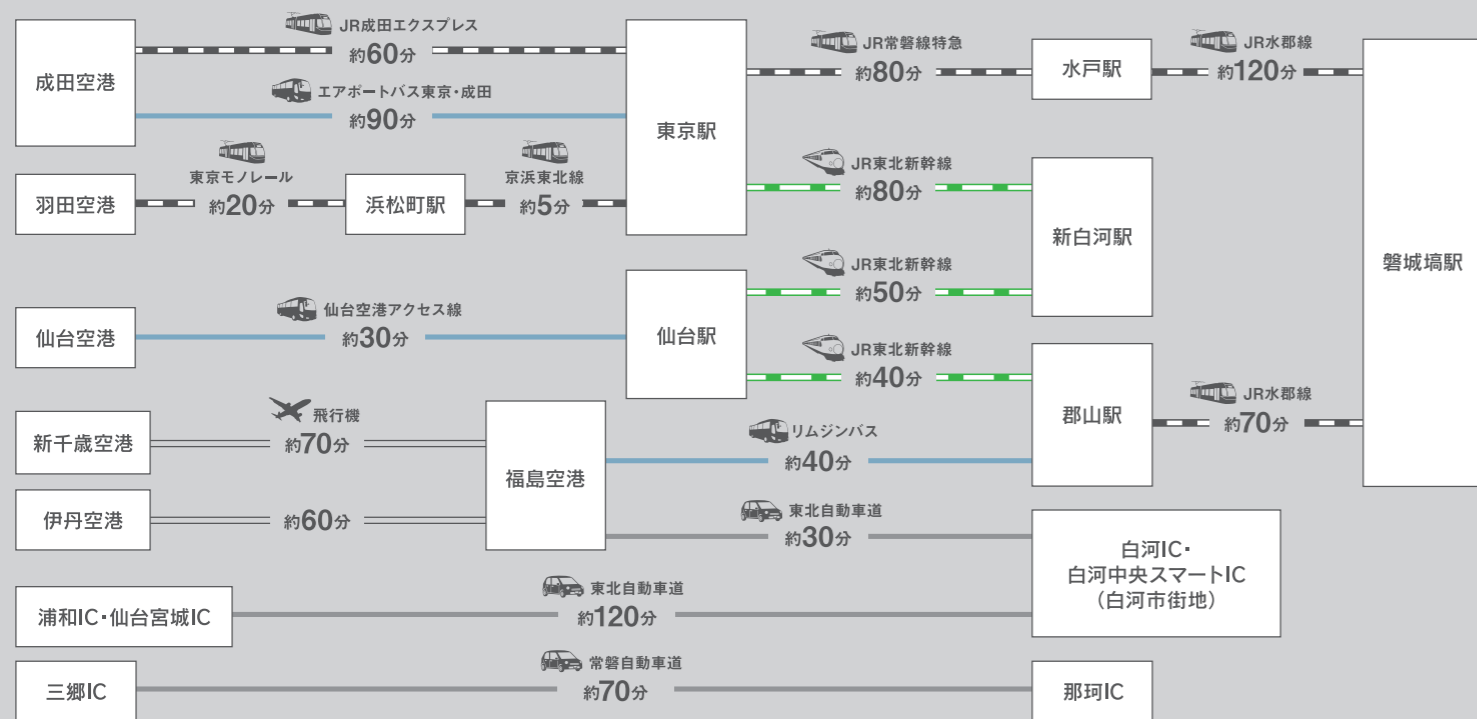 成田空港
JR成田エクスプレス
約60分
エアポートバス東京・成田
約90分
東京駅
JR常磐線特急
約80分
水戸駅
JR水郡線
約120分
磐城塙駅
羽田空港
東京モノレール
約20分
浜松町駅
京浜東北線
約5分
JR東北新幹線
約80分
新白河駅
JR東北新幹線
約50分
仙台空港
仙台空港アクセス線
約30分
仙台駅
JR東北新幹線
約40分
郡山駅
JR水郡線
約70分
新千歳空港
飛行機
約70分
福島空港
リムジンバス
約40分
伊丹空港
約60分
東北自動車道
約30分
白河IC・
白河中央スマートIC
（白河市街地）
浦和IC・仙台宮城IC
東北自動車道
約120分
三郷IC
常磐自動車道
約70分
那珂IC